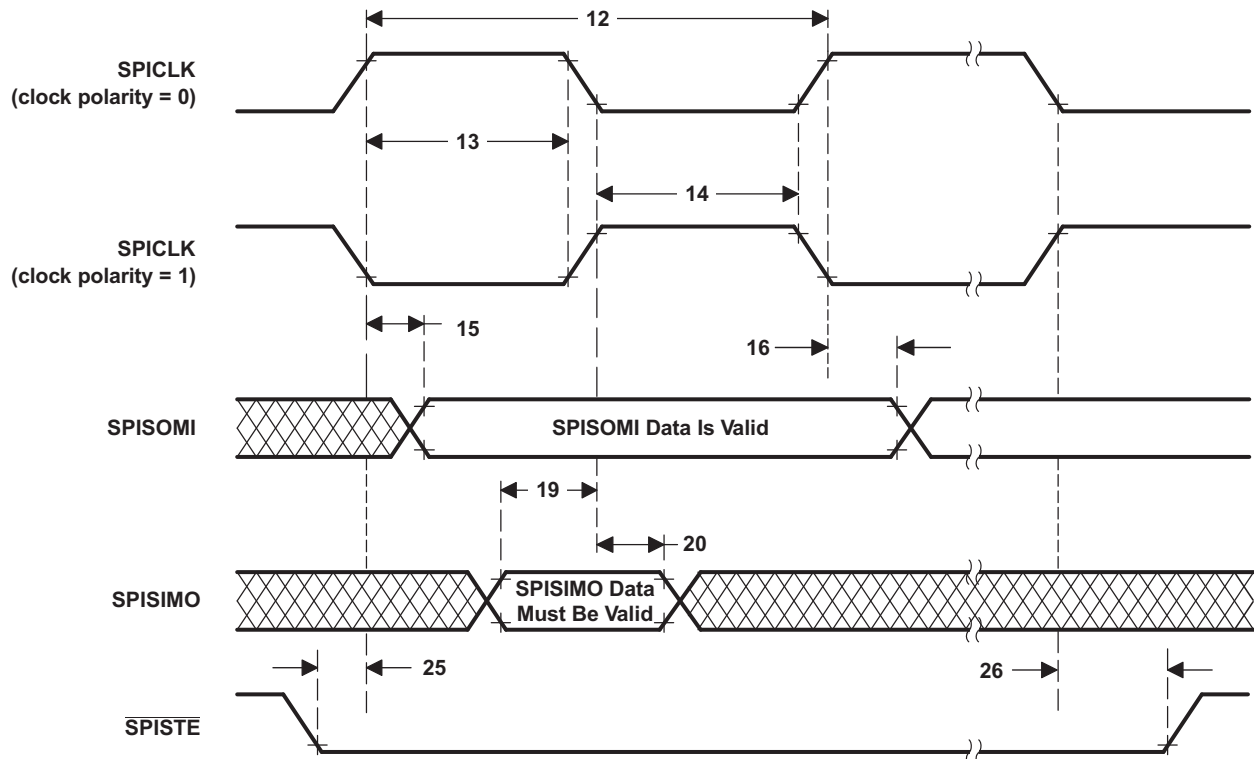 12
SPICLK
(clock polarity = 0)
13
14
SPICLK
(clock polarity = 1)
15
16
SPISOMI
SPISOMI Data Is Valid
19
20
SPISIMO
SPISIMO Data
Must Be Valid
25
26
SPISTE